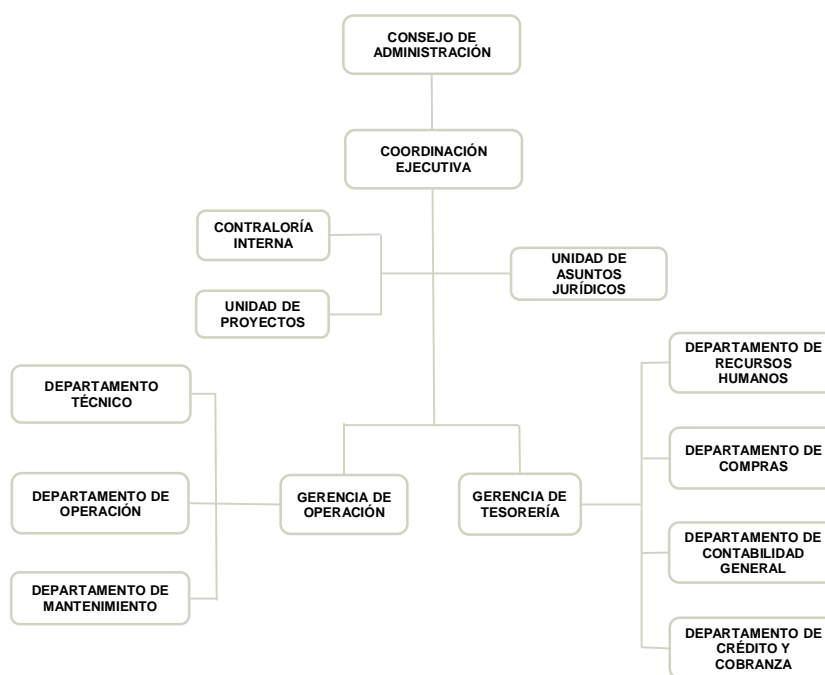 CONSEJO DE
ADMINISTRACIÓN
COORDINACIÓN
EJECUTIVA
CONTRALORÍA
INTERNA
UNIDAD DE
ASUNTOS
JURÍDICOS
UNIDAD DE
PROYECTOS
DEPARTAMENTO DE
RECURSOS
HUMANOS
DEPARTAMENTO
TÉCNICO
DEPARTAMENTO DE
COMPRAS
DEPARTAMENTO DE
OPERACIÓN
GERENCIA DE
OPERACIÓN
GERENCIA DE
TESORERÍA
DEPARTAMENTO DE
CONTABILIDAD
GENERAL
DEPARTAMENTO DE
MANTENIMIENTO
DEPARTAMENTO DE
CRÉDITO Y
COBRANZA